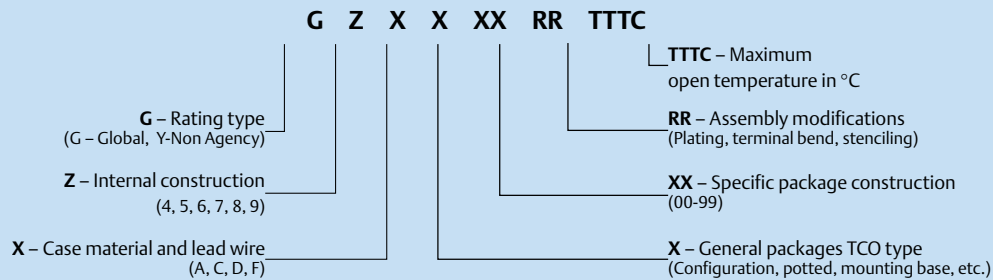 G Z X X XX RR TTTC
TTTC – Maximum
open temperature in °C
G – Rating type
(G – Global, Y-Non Agency)
RR – Assembly modifications
(Plating, terminal bend, stenciling)
Z – Internal construction
(4, 5, 6, 7, 8, 9)
XX – Specific package construction
(00-99)
X – Case material and lead wire
(A, C, D, F)
X – General packages TCO type
(Configuration, potted, mounting base, etc.)